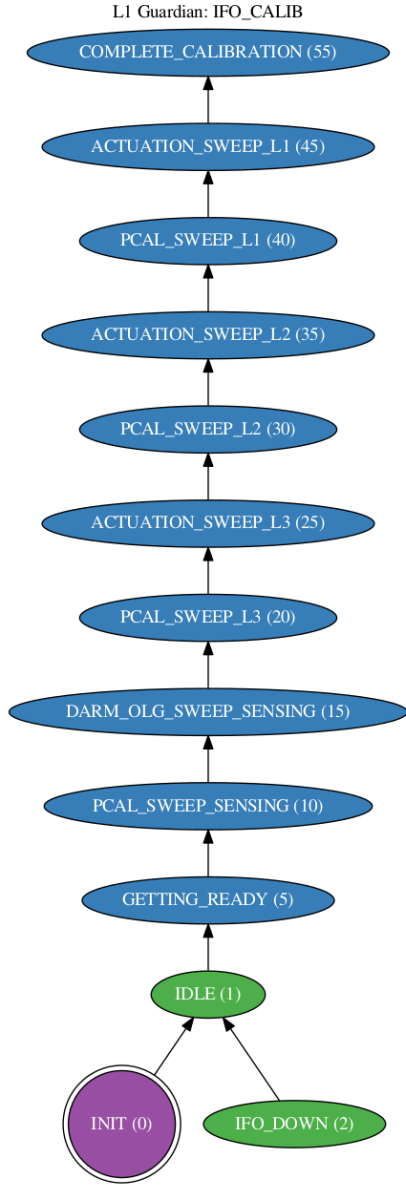 L1 Guardian: IFO_CALIB
COMPLETE_CALIBRATION (55)
ACTUATION_SWEEP_L1 (45)
PCAL_SWEEP_L1 (40)
ACTUATION_SWEEP_L2 (35)
PCAL_SWEEP_L2 (30)
ACTUATION_SWEEP_L3 (25)
PCAL_SWEEP_L3 (20)
DARM_OLG_SWEEP_SENSING (15)
PCAL_SWEEP_SENSING (10)
GETTING_READY (5)
IDLE (1)
INIT (0)
IFO_DOWN (2)